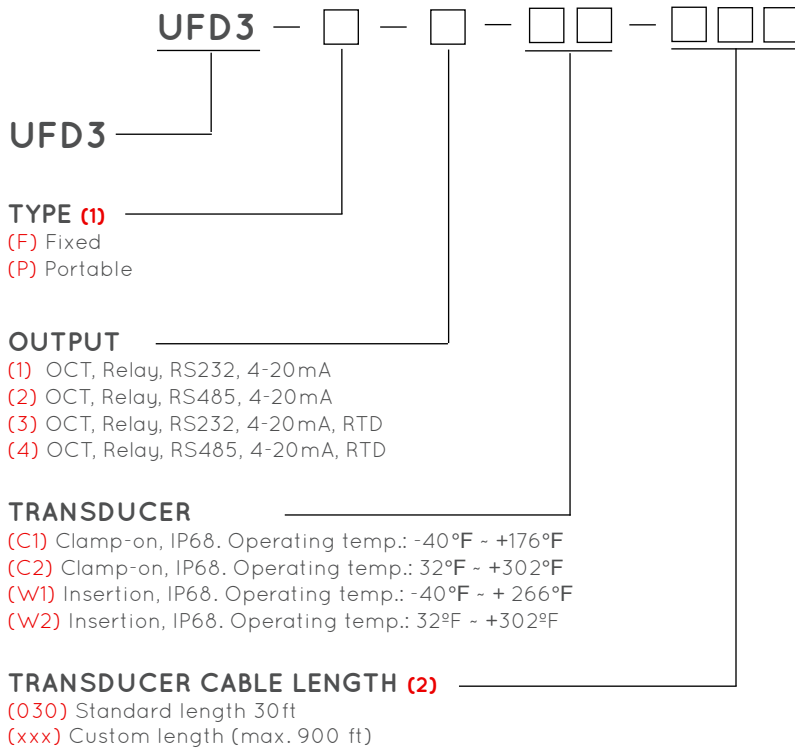 UFD3 — □ — □ — □□ — □□□
UFD3
TYPE (1)
(F) Fixed
(P) Portable
OUTPUT
(1) OCT, Relay, RS232, 4-20mA
(2) OCT, Relay, RS485, 4-20mA
(3) OCT, Relay, RS232, 4-20mA, RTD
(4) OCT, Relay, RS485, 4-20mA, RTD
TRANSDUCER
(C1) Clamp-on, IP68. Operating temp.: -40°F ~ +176°F
(C2) Clamp-on, IP68. Operating temp.: 32°F ~ +302°F
(W1) Insertion, IP68. Operating temp.: -40°F ~ + 266°F
(W2) Insertion, IP68. Operating temp.: 32ºF ~ +302ºF
TRANSDUCER CABLE LENGTH (2)
(030) Standard length 30ft
(xxx) Custom length (max. 900 ft)